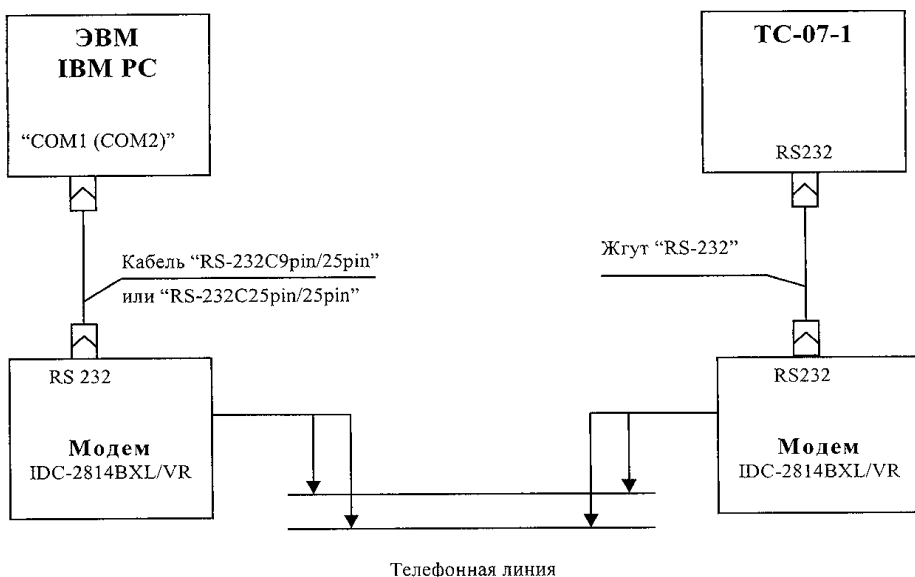 ЭВМ
IBM PC
“COM1 (COM2)”
ТС-07-1
RS232
Кабель “RS-232C9pin/25pin”
или “RS-232C25pin/25pin”
Жгут “RS-232”
RS 232
Модем
IDC-2814BXL/VR
RS232
Модем
IDC-2814BXL/VR
Телефонная линия